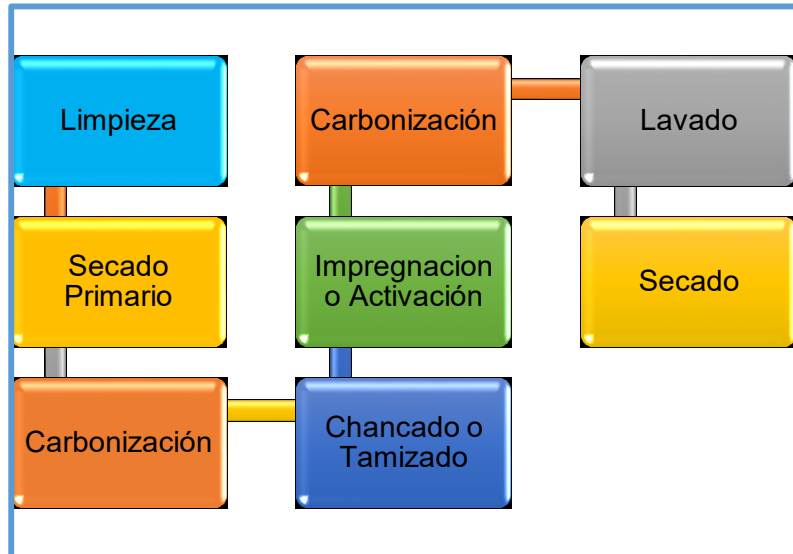 Limpieza
Secado
Primario
Carbonización
Chancado o
Tamizado
Impregnacion
o Activación
Carbonización
Lavado
Secado